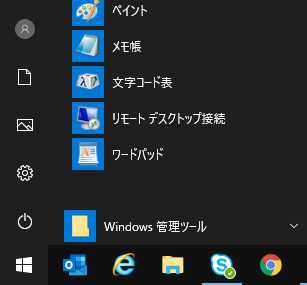 ペイント
メモ帳
文字コード表
リモート デスクトップ接続
ワードパッド
Windows 管理ツール